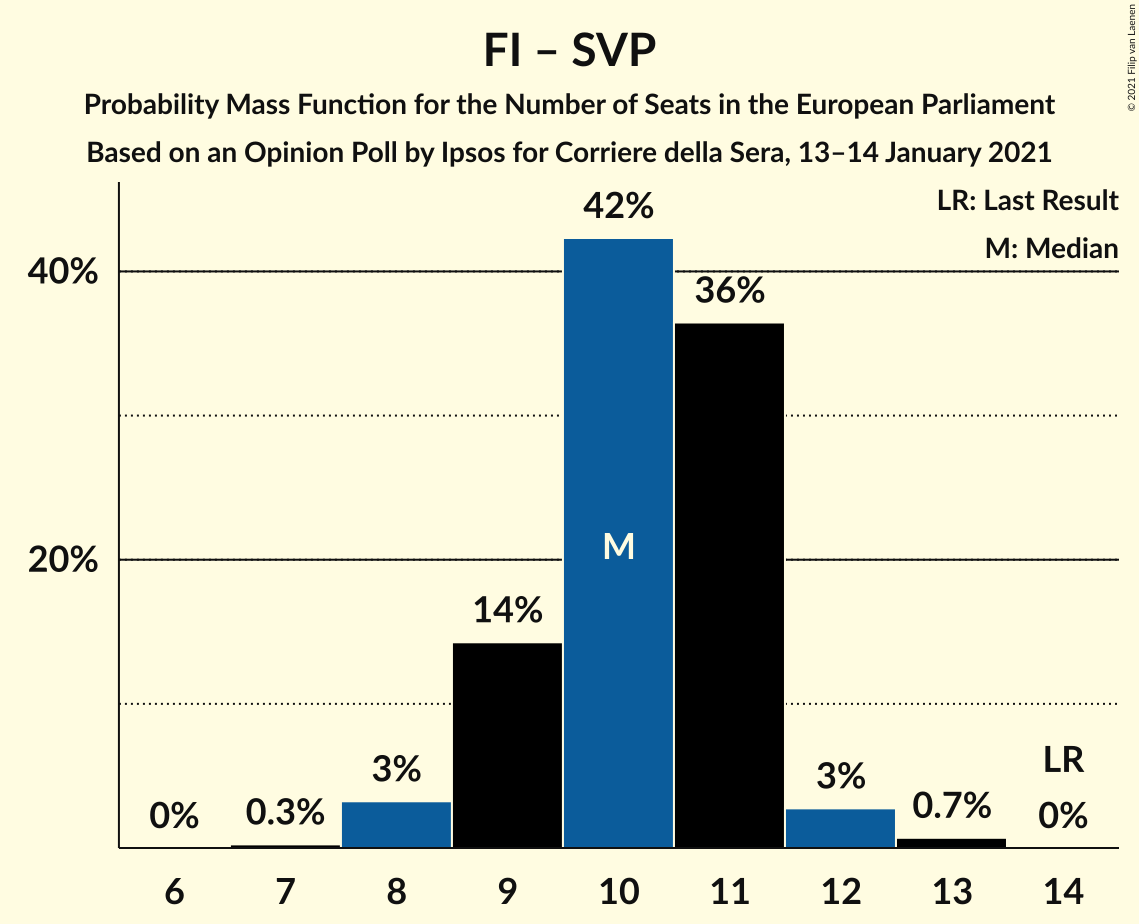 FI – SVP
Probability Mass Function for the Number of Seats in the European Parliament
Based on an Opinion Poll by Ipsos for Corriere della Sera, 13–14 January 2021
© 2021 Filip van Laenen
LR: Last Result
M: Median
42%
40%
36%
M
20%
14%
3%
0.3%
0%
3%
0.7%
LR
0%
6 7 8 9 10 11 12 13 14